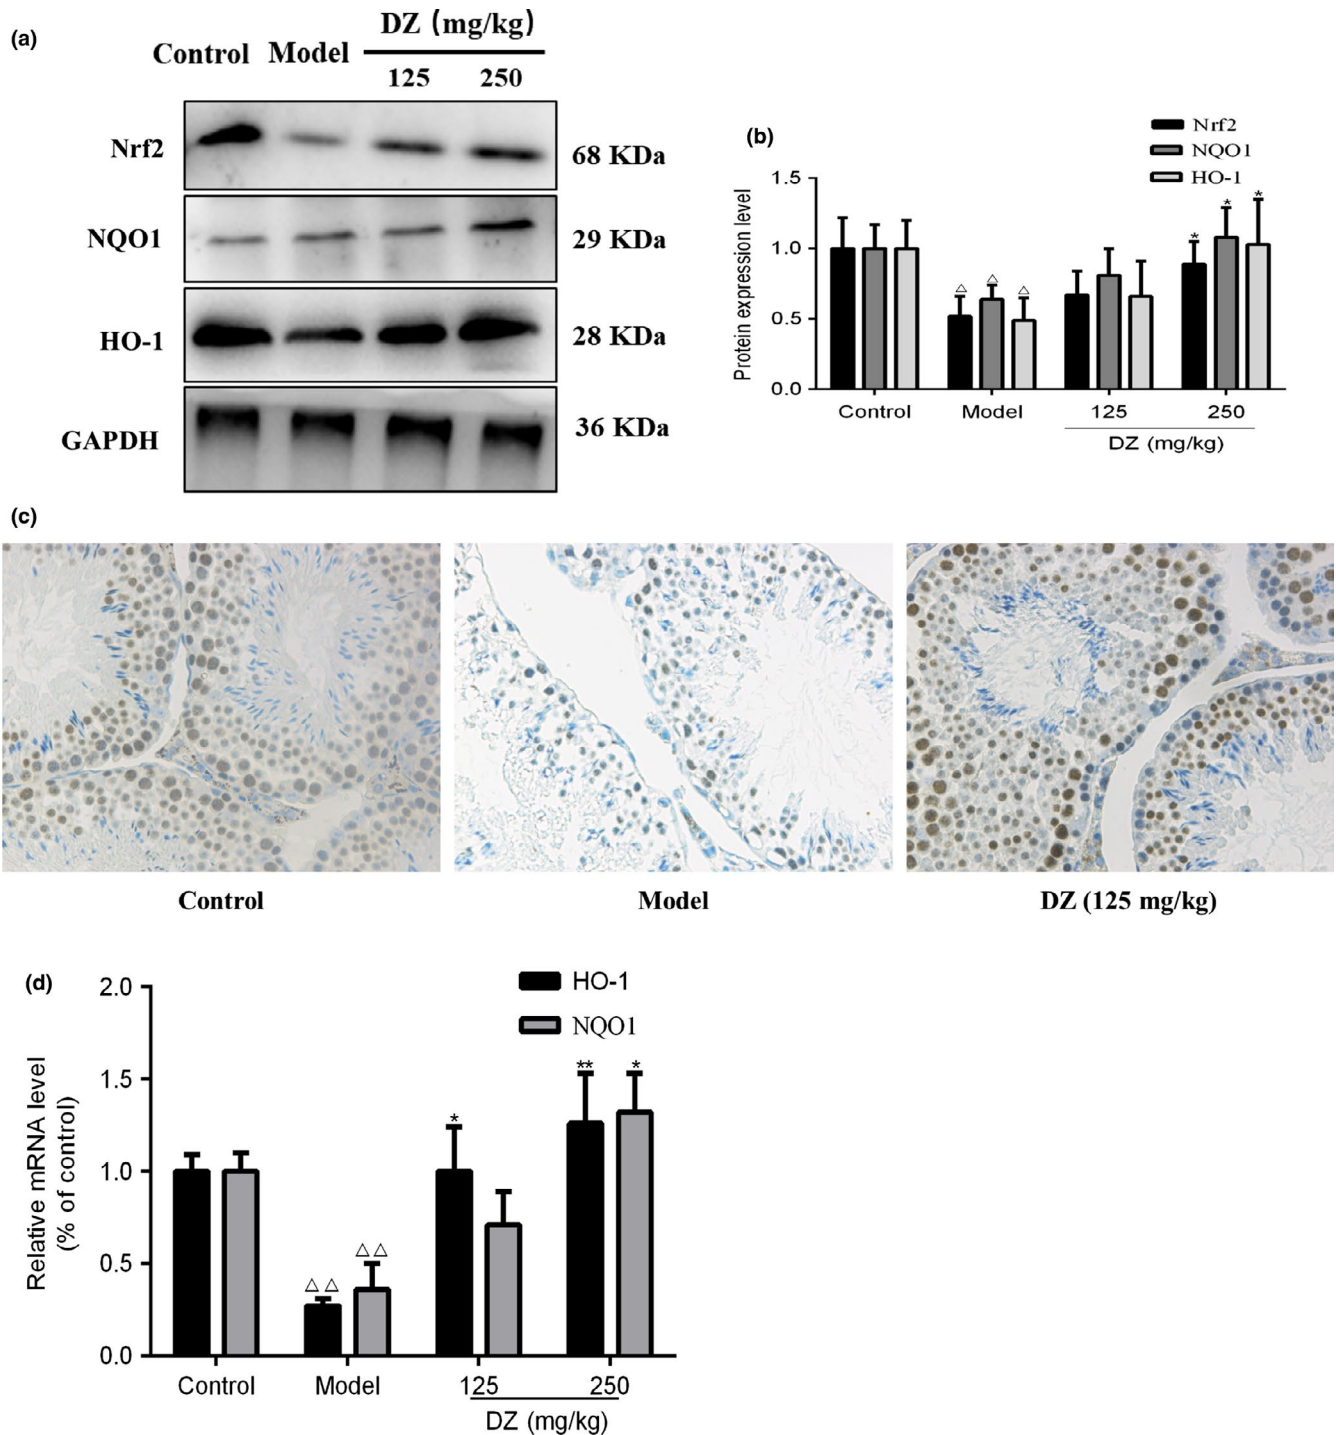 (a)
DZ (mg/kg)
Control Model
125 250
Nrf2
68 KDa
NQO1
29 KDa
HO-1
28 KDa
GAPDH
36 KDa
(b)
Nrf2
NQO1
HO-1
Protein expression level
1.5
1.0
0.5
0.0
△ △ △
* * *
Control Model 125 250
DZ (mg/kg)
(c)
Control Model DZ (125 mg/kg)
(d)
HO-1
NQO1
Relative mRNA level
(% of control)
2.0
1.5
1.0
0.5
0.0
△△ △△
* ** *
Control Model 125 250
DZ (mg/kg)